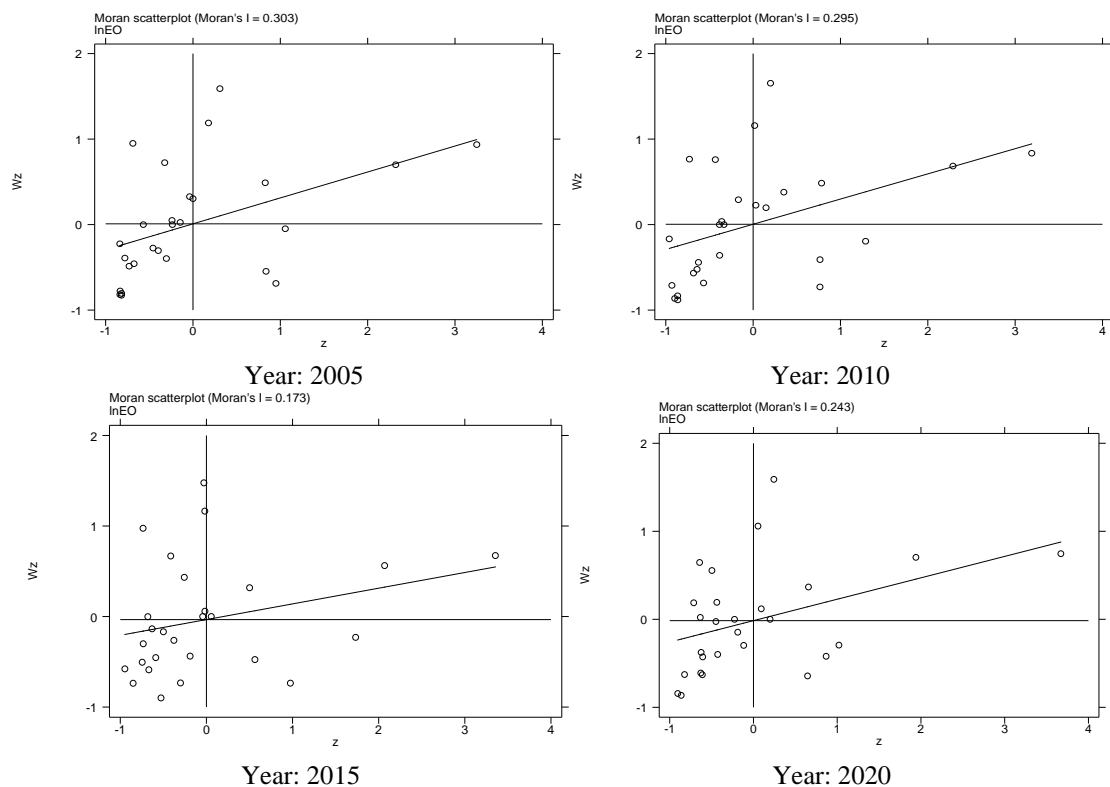 Moran scatterplot (Moran's I = 0.303)
lnEO
2
1
0
-1
Wz
-1 0 1 2 3 4
z
Year: 2005
Moran scatterplot (Moran's I = 0.295)
lnEO
2
1
0
-1
Wz
-1 0 1 2 3 4
z
Year: 2010
Moran scatterplot (Moran's I = 0.173)
lnEO
2
1
0
-1
Wz
-1 0 1 2 3 4
z
Year: 2015
Moran scatterplot (Moran's I = 0.243)
lnEO
2
1
0
-1
Wz
-1 0 1 2 3 4
z
Year: 2020